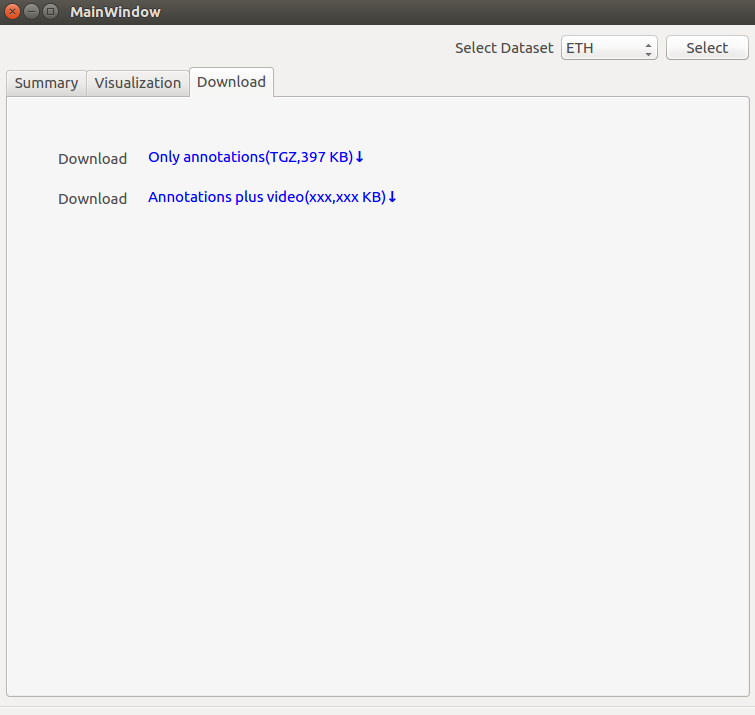 MainWindow
Select Dataset ETH Select
Summary Visualization Download
Download Only annotations(TGZ,397 KB)↓
Download Annotations plus video(xxx,xxx KB)↓